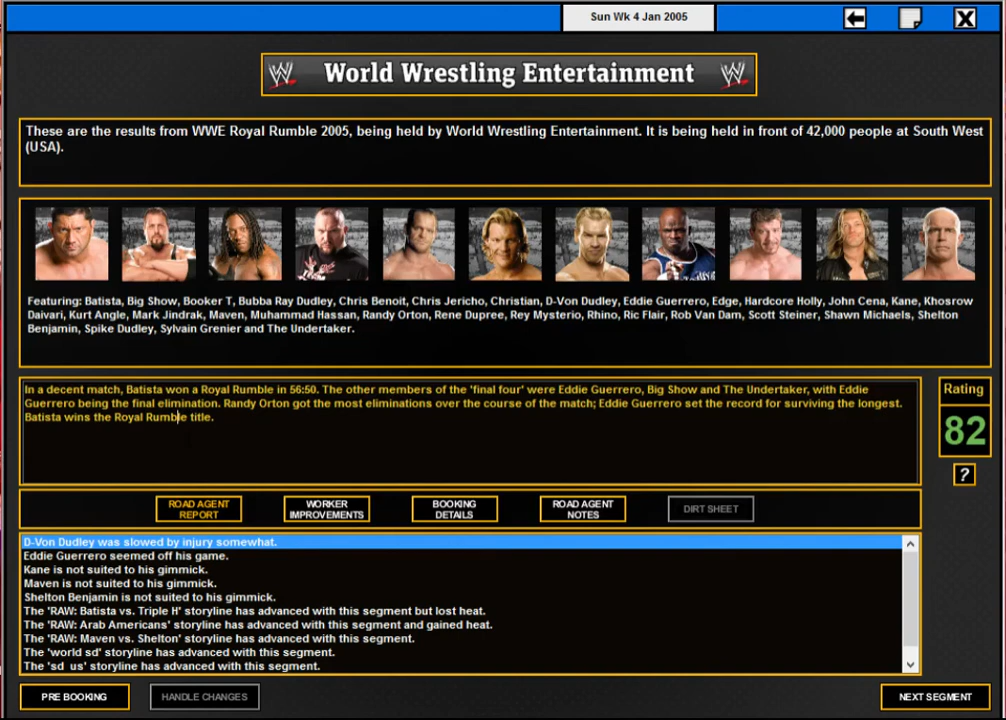 Sun Wk 4 Jan 2005
World Wrestling Entertainment
These are the results from WWE Royal Rumble 2005, being held by World Wrestling Entertainment. It is being held in front of 42,000 people at South West
(USA).
Featuring: Batista, Big Show, Booker T, Bubba Ray Dudley, Chris Benoit, Chris Jericho, Christian, D-Von Dudley, Eddie Guerrero, Edge, Hardcore Holly, John Cena, Kane, Khosrow
Daivari, Kurt Angle, Mark Jindrak, Maven, Muhammad Hassan, Randy Orton, Rene Dupree, Rey Mysterio, Rhino, Ric Flair, Rob Van Dam, Scott Steiner, Shawn Michaels, Shelton
Benjamin, Spike Dudley, Sylvain Grenier and The Undertaker.
In a decent match, Batista won a Royal Rumble in 56:50. The other members of the 'final four' were Eddie Guerrero, Big Show and The Undertaker, with Eddie
Guerrero being the final elimination. Randy Orton got the most eliminations over the course of the match; Eddie Guerrero set the record for surviving the longest.
Batista wins the Royal Rumble title.
Rating
82
?
ROAD AGENT
REPORT
WORKER
IMPROVEMENTS
BOOKING
DETAILS
ROAD AGENT
NOTES
DIRT SHEET
D-Von Dudley was slowed by injury somewhat.
Eddie Guerrero seemed off his game.
Kane is not suited to his gimmick.
Maven is not suited to his gimmick.
Shelton Benjamin is not suited to his gimmick.
The 'RAW: Batista vs. Triple H' storyline has advanced with this segment but lost heat.
The 'RAW: Arab Americans' storyline has advanced with this segment and gained heat.
The 'RAW: Maven vs. Shelton' storyline has advanced with this segment.
The 'world sd' storyline has advanced with this segment.
The 'sd us' storyline has advanced with this segment.
PRE BOOKING
HANDLE CHANGES
NEXT SEGMENT